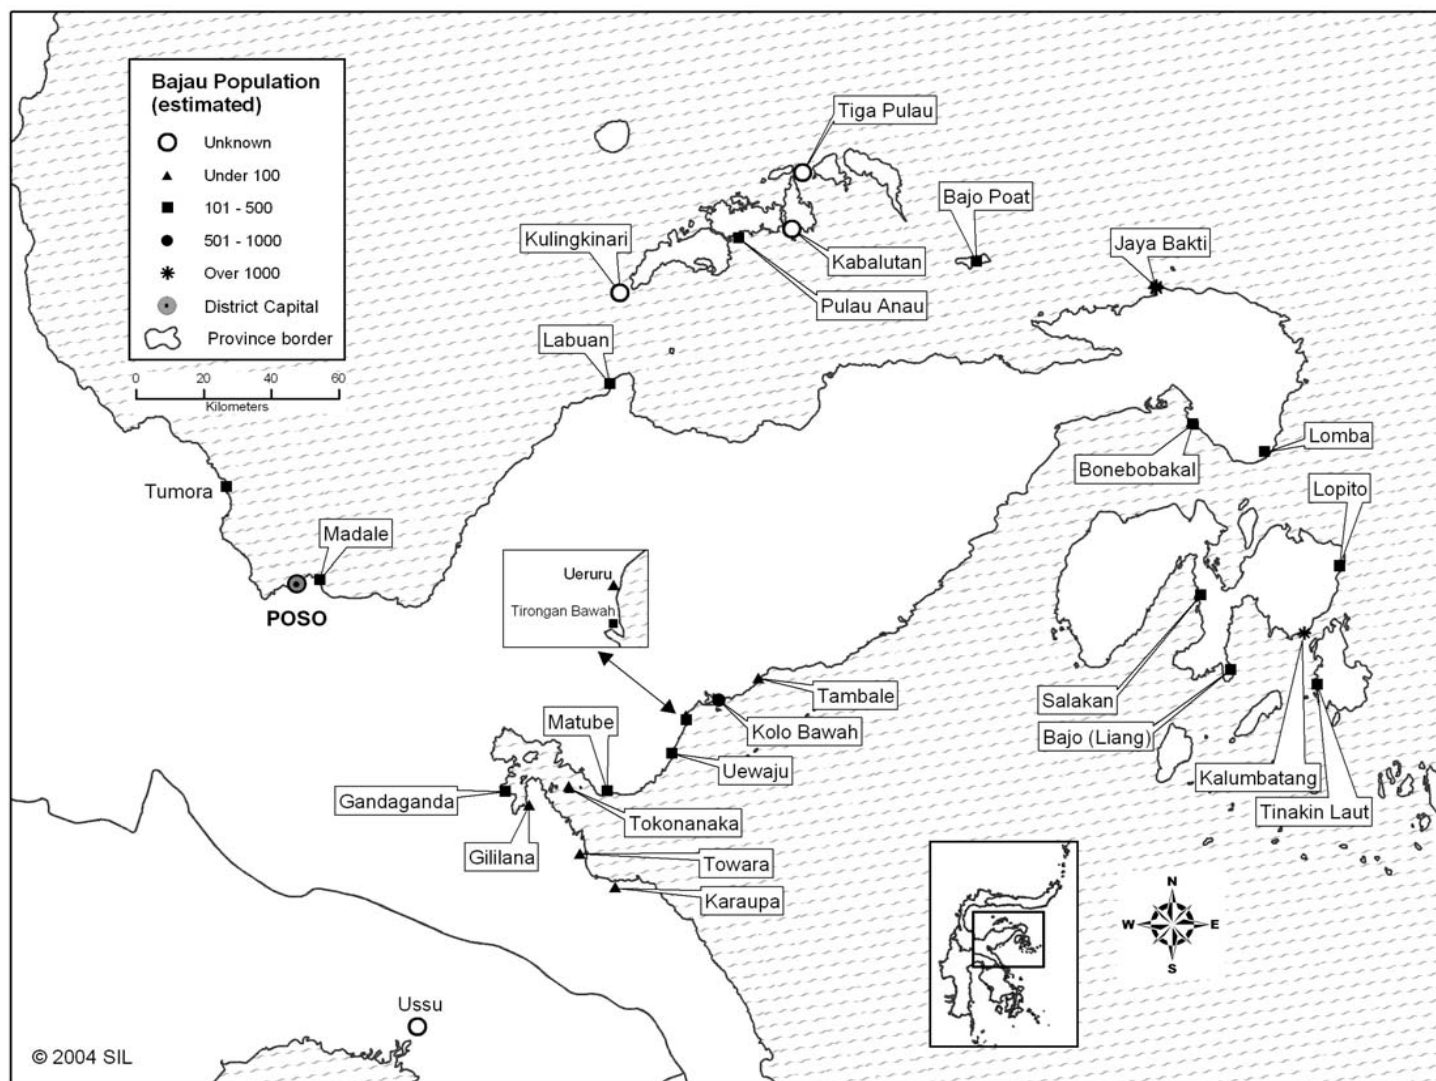 Bajau Population
(estimated)
Unknown
Under 100
101 - 500
501 - 1000
Over 1000
District Capital
Province border
0 20 40 60
Kilometers
Tiga Pulau
Bajo Poat
Kulingkinari
Jaya Bakti
Kabalutan
Pulau Anau
Labuan
Lomba
Bonebobakal
Tumora
Lopito
Madale
POSO
Ueruru
Tirongan Bawah
Tambale
Salakan
Matube
Kolo Bawah
Bajo (Liang)
Uewaju
Kalumbatang
Gandaganda
Tinakin Laut
Tokonanaka
Gililana
Towara
Karaupa
N
W E
S
Ussu
© 2004 SIL